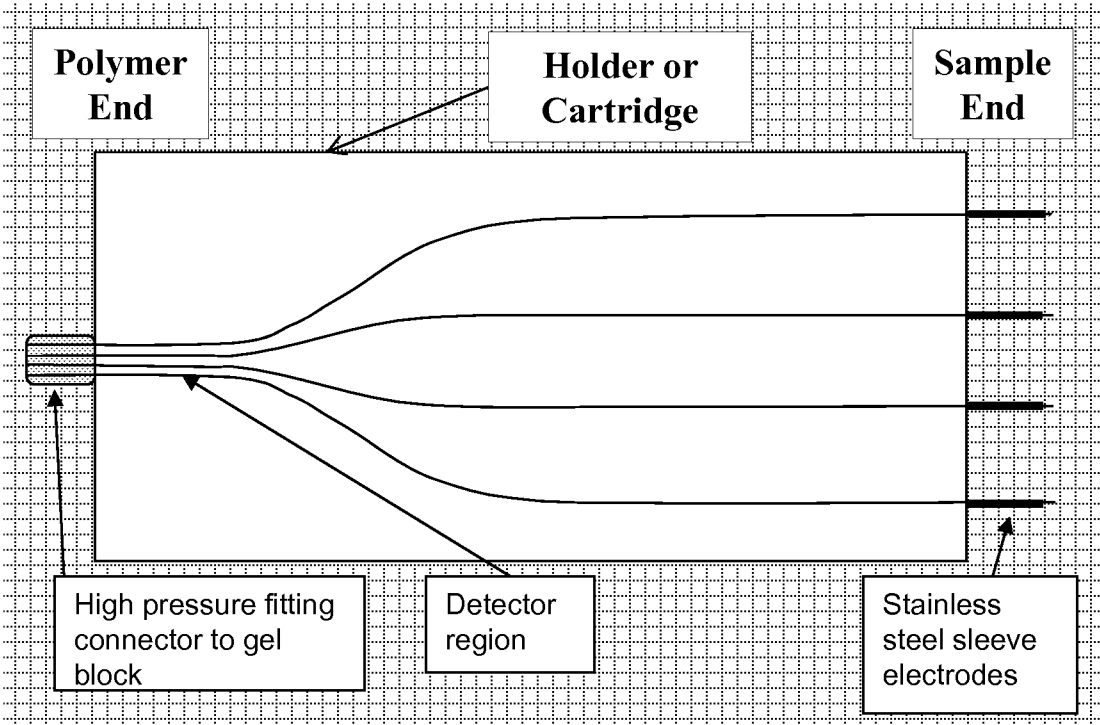 Polymer
End
Holder or
Cartridge
Sample
End
High pressure fitting
connector to gel
block
Detector
region
Stainless
steel sleeve
electrodes